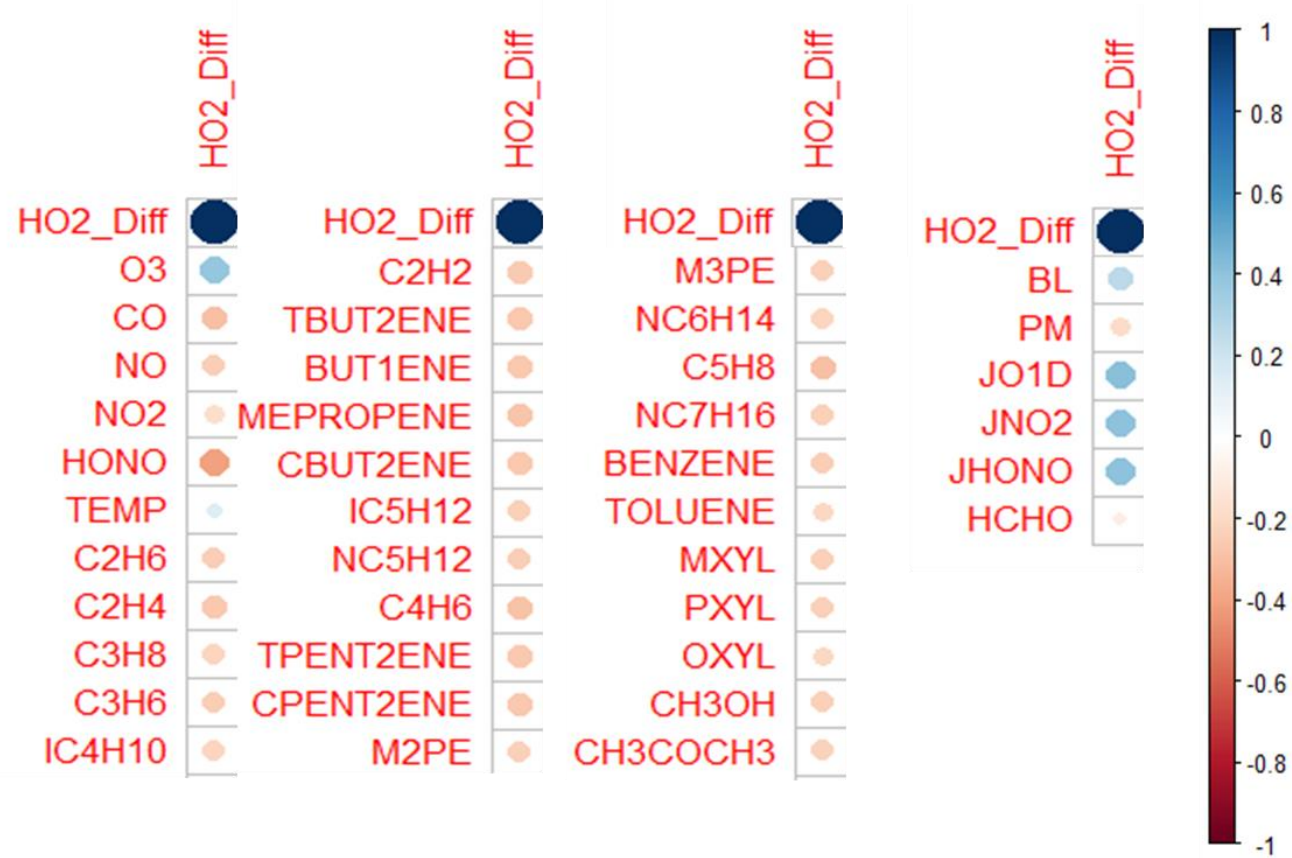 HO2_Diff
HO2_Diff
O3
CO
NO
NO2
HONO
TEMP
C2H6
C2H4
C3H8
C3H6
IC4H10
HO2_Diff
HO2_Diff
C2H2
TBUT2ENE
BUT1ENE
MEPROPENE
CBUT2ENE
IC5H12
NC5H12
C4H6
TPENT2ENE
CPENT2ENE
M2PE
HO2_Diff
HO2_Diff
M3PE
NC6H14
C5H8
NC7H16
BENZENE
TOLUENE
MXYL
PXYL
OXYL
CH3OH
CH3COCH3
HO2_Diff
HO2_Diff
BL
PM
JO1D
JNO2
JHONO
HCHO
1
0.8
0.6
0.4
0.2
0
-0.2
-0.4
-0.6
-0.8
-1